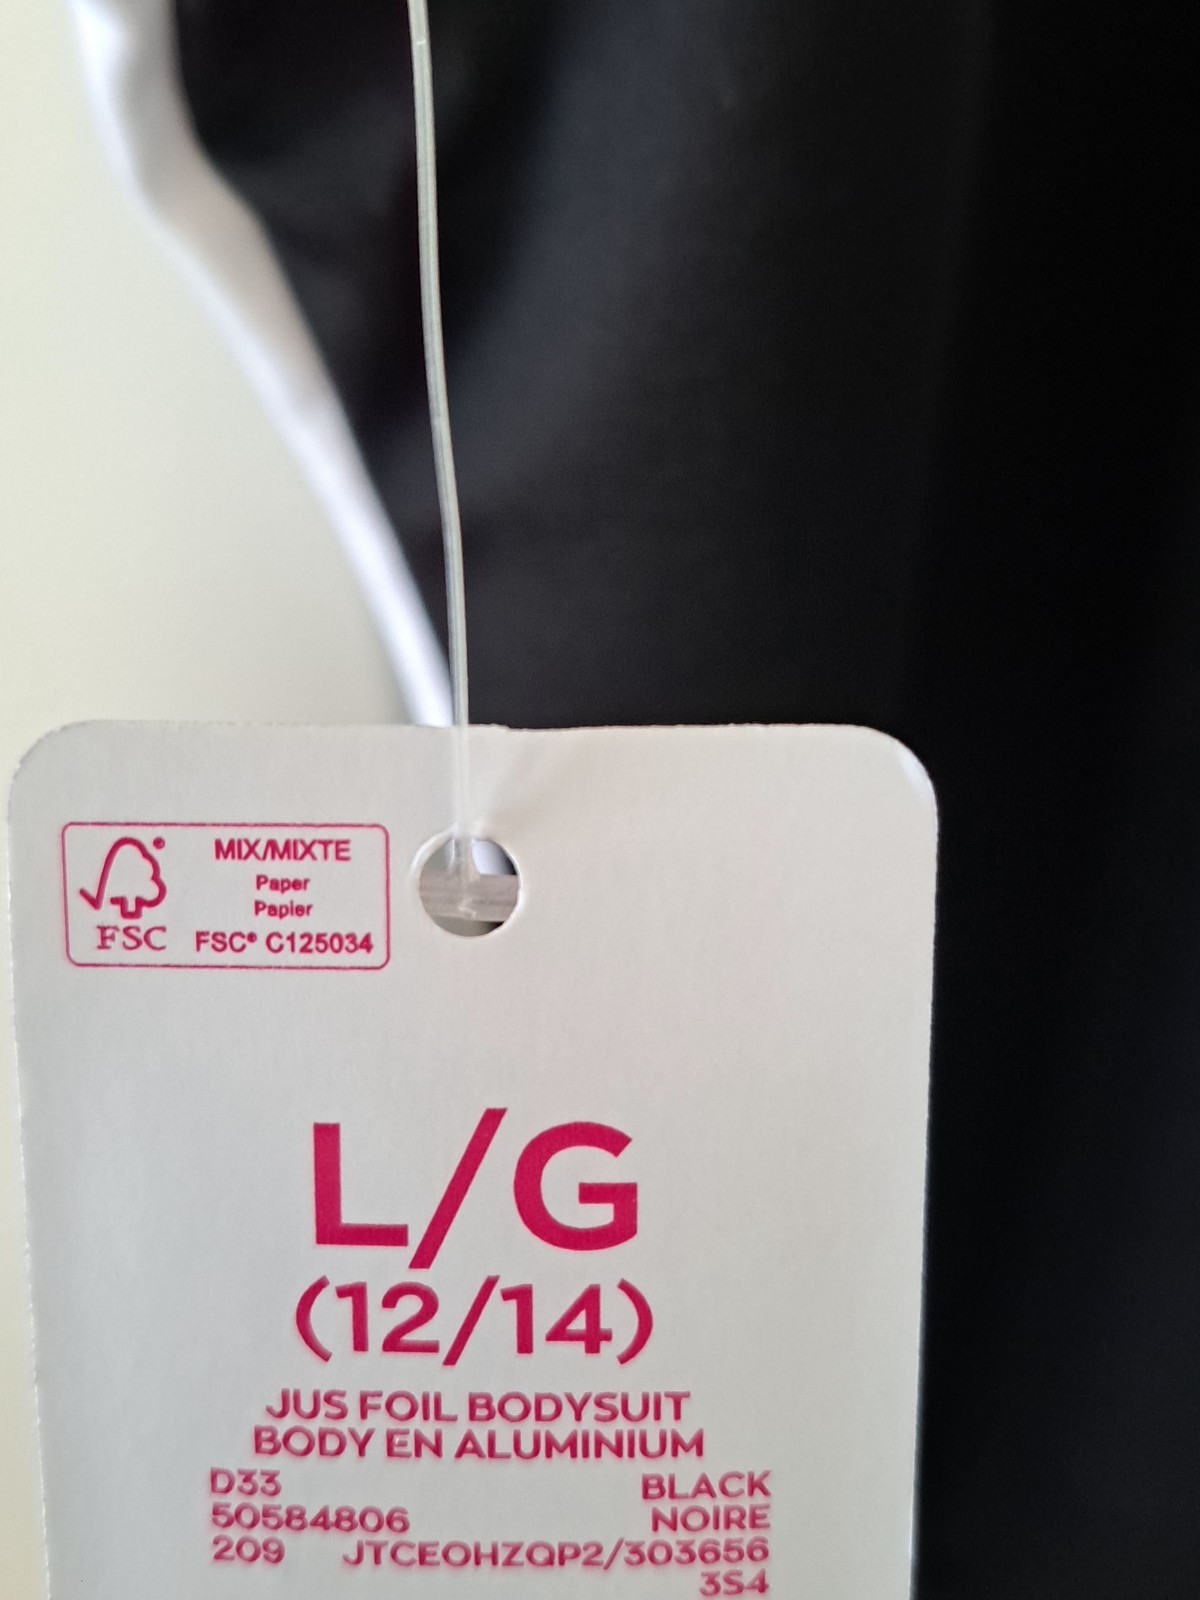 MIX/MIXTE
Paper
Papier
FSC
FSC® C125034
L/G
(12/14)
JUS FOIL BODYSUIT
BODY EN ALUMINIUM
D33 BLACK
50584806 NOIRE
209 JTCEOHZQP2/303656
3S4